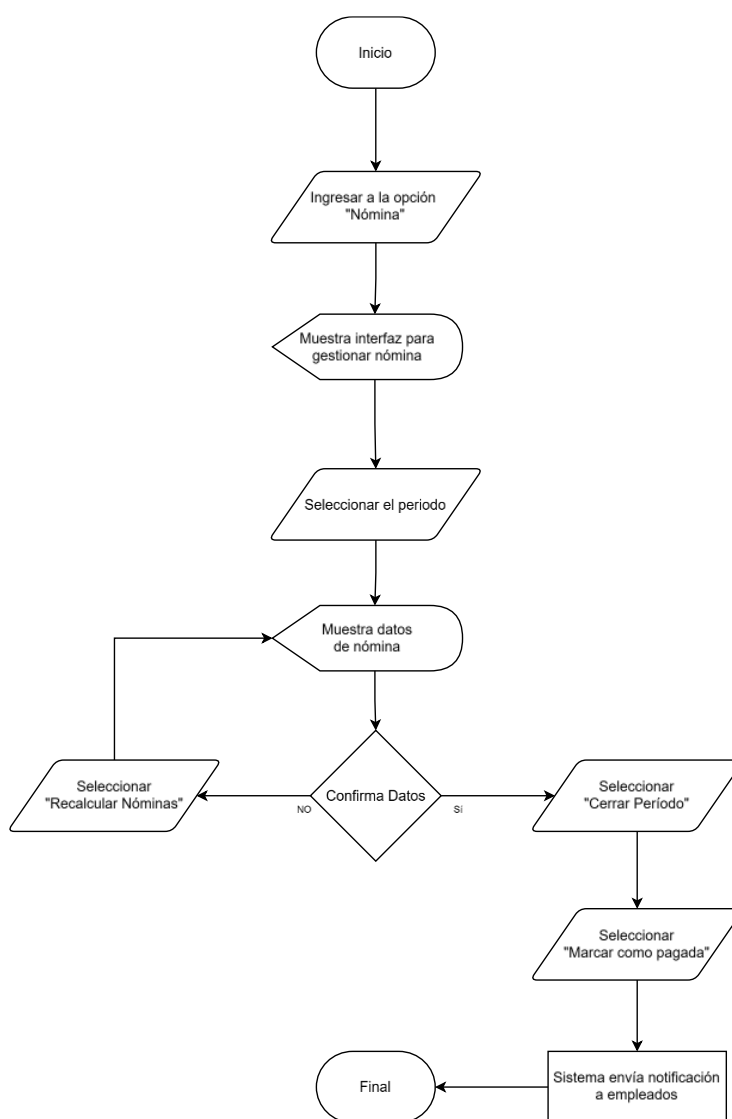 Inicio
Ingresar a la opción
"Nómina"
Muestra interfaz para
gestionar nómina
Seleccionar el periodo
Muestra datos
de nómina
Seleccionar
"Recalcular Nóminas"
NO
Confirma Datos
Sí
Seleccionar
"Cerrar Período"
Seleccionar
"Marcar como pagada"
Sistema envía notificación
a empleados
Final